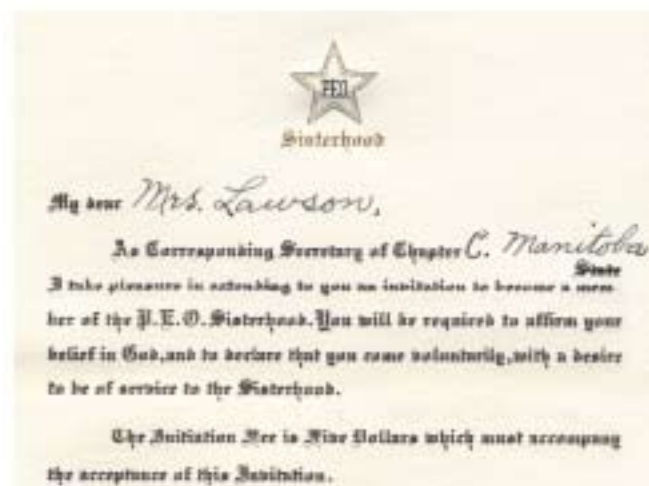 PEO
Sisterhood
My dear Mrs. Lawson,
As Corresponding Secretary of Chapter C. Manitoba
State
I take pleasure in extending to you an invitation to become a mem-
ber of the P.E.O. Sisterhood. You will be required to affirm your
belief in God, and to declare that you come voluntarily, with a desire
to be of service to the Sisterhood.
The Initiation Fee is Five Dollars which must accompany
the acceptance of this Invitation.